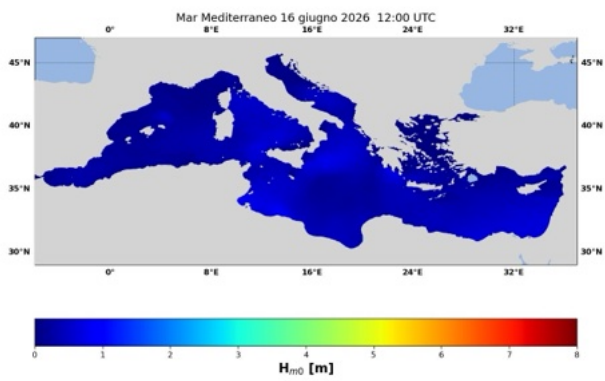 Mar Mediterraneo 16 giugno 2026 12:00 UTC
0° 8°E 16°E 24°E 32°E
45°N 45°N
40°N 40°N
35°N 35°N
30°N 30°N
0° 8°E 16°E 24°E 32°E
0 1 2 3 4 5 6 7 8
Hm0 [m]